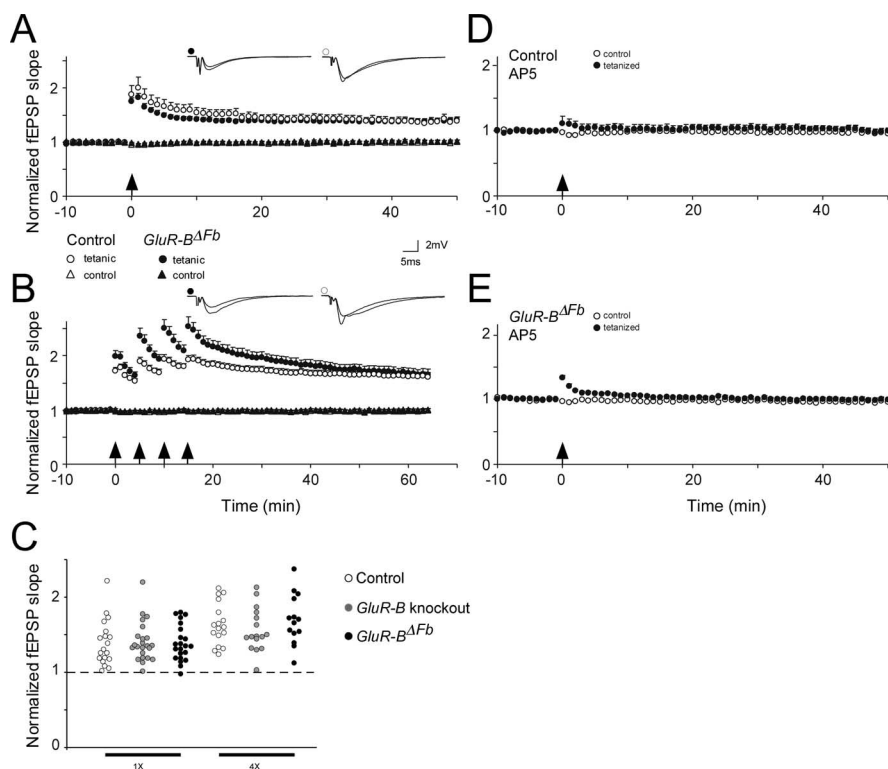 A
Normalized fEPSP slope
2
1
0
-10 0 20 40
Control GluR-BΔFb
tetanic tetanic
control control
2mV
5ms
B
Normalized fEPSP slope
2
1
0
-10 0 20 40 60
Time (min)
C
Normalized fEPSP slope
2
1
0
1X 4X
Control
GluR-B knockout
GluR-BΔFb
D
Control
AP5
control
tetanized
2
1
0
-10 0 20 40
E
GluR-BΔFb
AP5
control
tetanized
2
1
0
-10 0 20 40
Time (min)